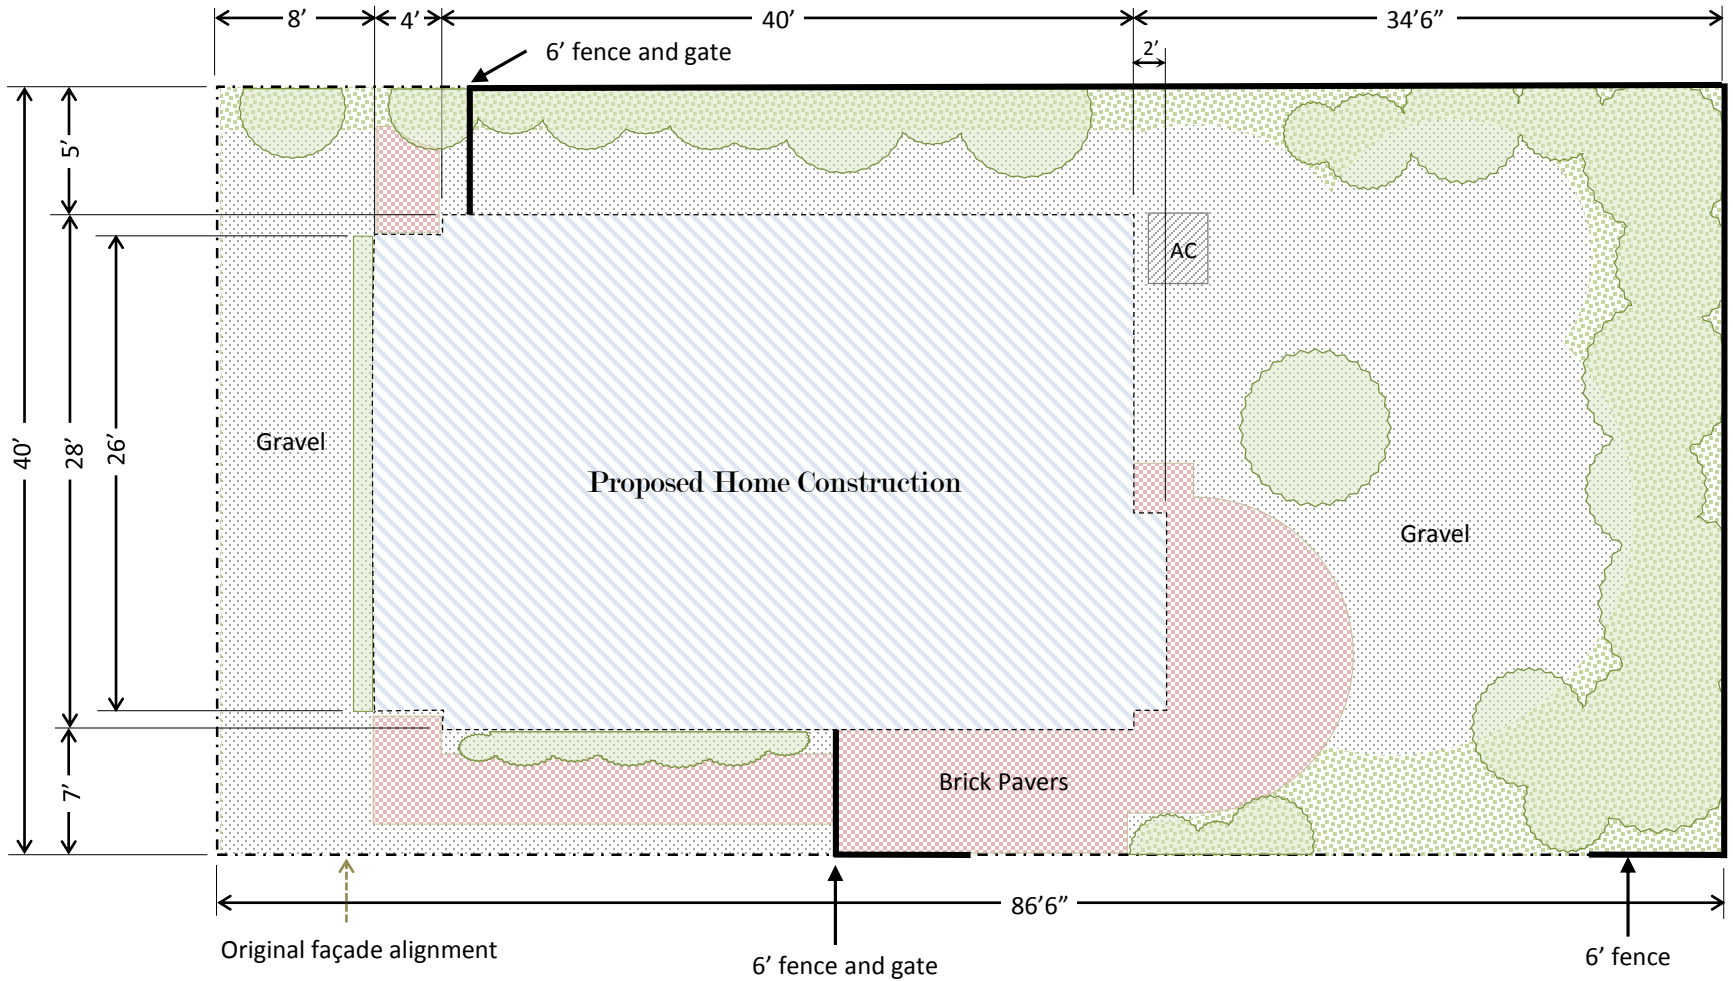 8’
4’
40’
34’6”
6’ fence and gate
2’
5’
AC
40’
28’
26’
Gravel
Proposed Home Construction
Gravel
7’
Brick Pavers
86’6”
Original façade alignment
6’ fence and gate
6’ fence